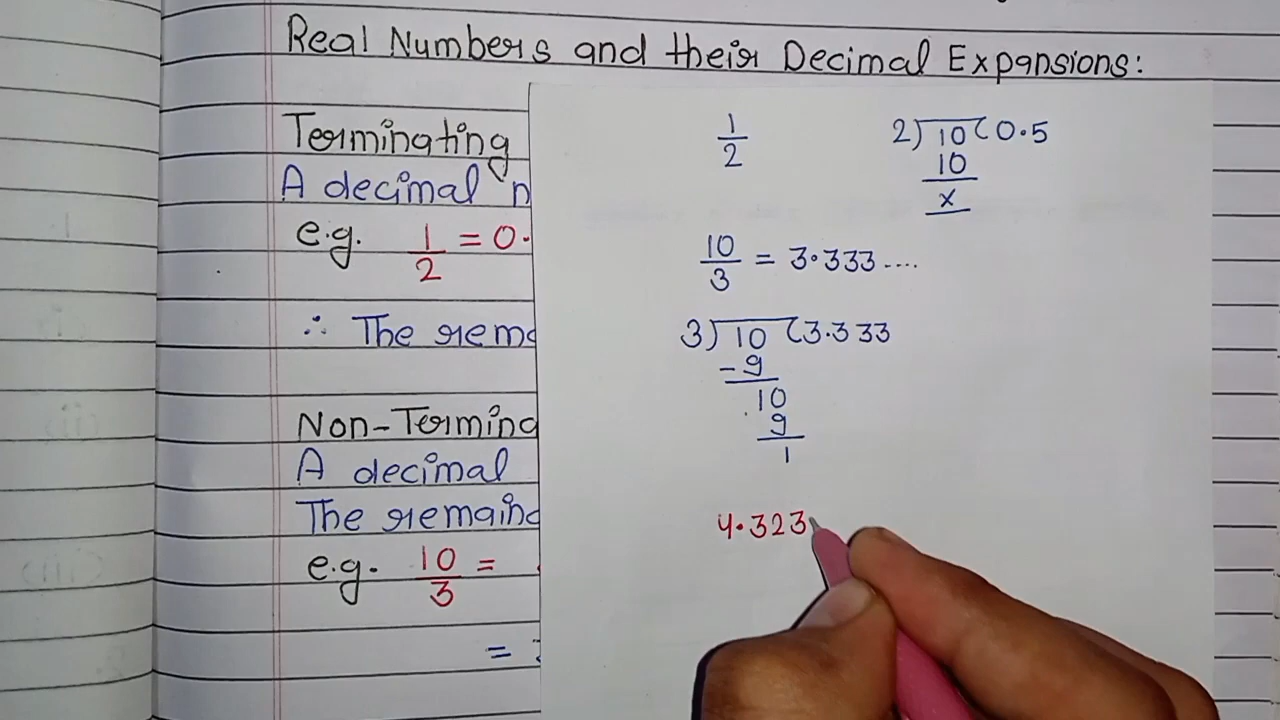 Real Numbers and their Decimal Expansions:
Terminating
A decimal n
e.g. 1/2 = 0.
∴ The rema
Non-Termina
A decimal
The remaind
e.g. 10/3 =
=
1/2
2)10(0.5
10
x
10/3 = 3.333....
3)10(3.333
-9
10
9
1
4.323